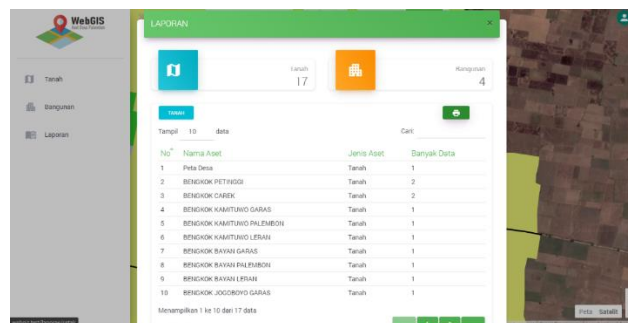 WebGIS
LAPORAN
×
Tanah
Bangunan
Laporan
Tanah
17
Bangunan
4
TANAH
Tampil 10 data
Cari:
No Nama Aset Jenis Aset Banyak Data
1 Peta Desa Tanah 1
2 BENGKOK PETINGGI Tanah 2
3 BENGKOK CAREK Tanah 2
4 BENGKOK KAMITUWO GARAS Tanah 1
5 BENGKOK KAMITUWO PALEMBON Tanah 1
6 BENGKOK KAMITUWO LERAN Tanah 1
7 BENGKOK BAYAN GARAS Tanah 1
8 BENGKOK BAYAN PALEMBON Tanah 1
9 BENGKOK BAYAN LERAN Tanah 1
10 BENGKOK JOGOBOYO GARAS Tanah 1
Menampilkan 1 ke 10 dari 17 data
Peta Satelit